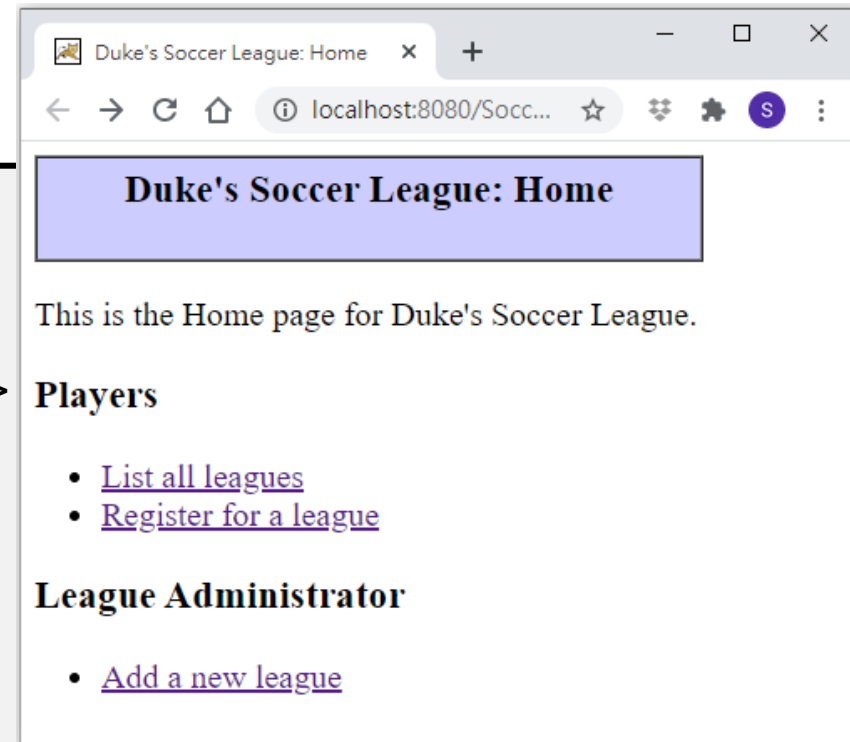 Duke's Soccer League: Home
localhost:8080/Socc...
S
Duke's Soccer League: Home
This is the Home page for Duke's Soccer League.
>
Players
List all leagues
Register for a league
League Administrator
Add a new league